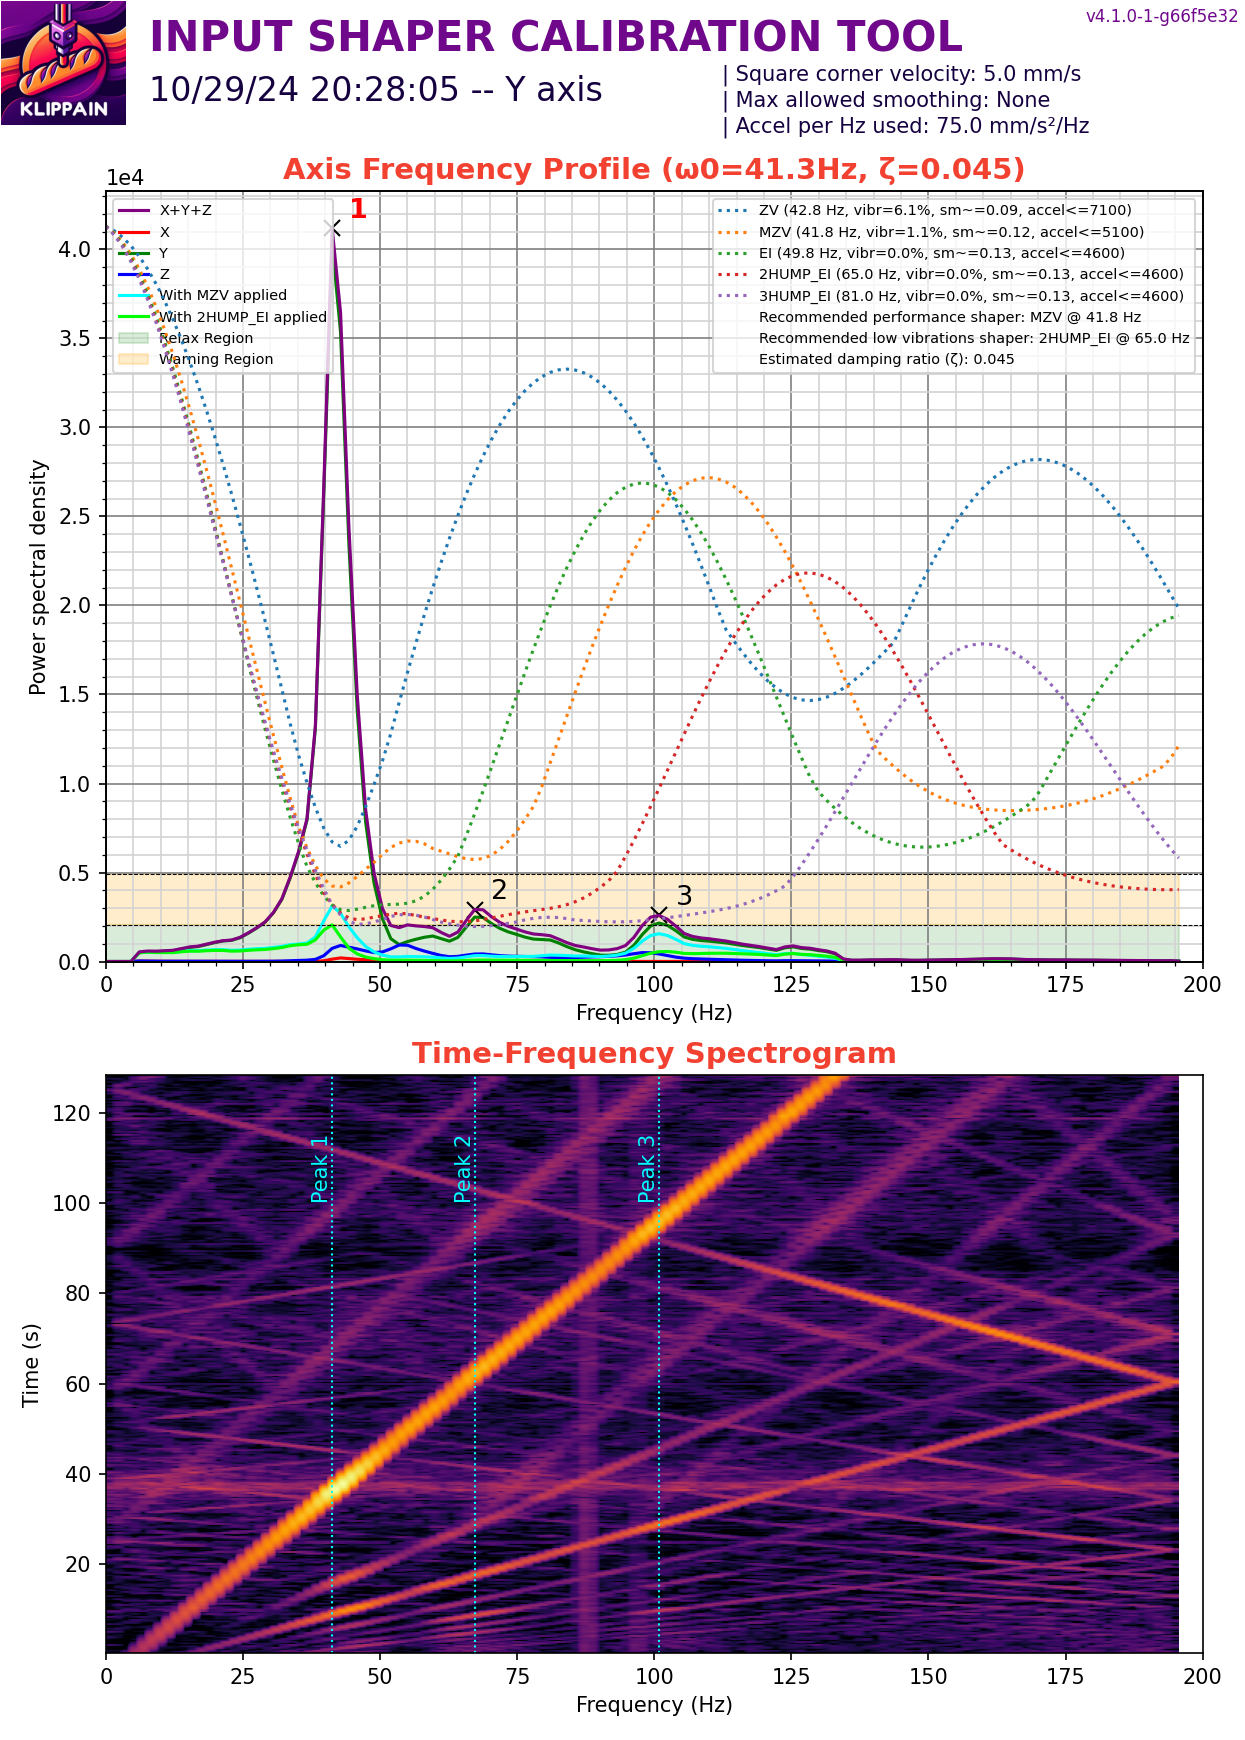 v4.1.0-1-g66f5e32
INPUT SHAPER CALIBRATION TOOL
10/29/24 20:28:05 -- Y axis
| Square corner velocity: 5.0 mm/s
| Max allowed smoothing: None
| Accel per Hz used: 75.0 mm/s²/Hz
KLIPPAIN
Axis Frequency Profile (ω0=41.3Hz, ζ=0.045)
1e4
X+Y+Z
X
Y
Z
With MZV applied
With 2HUMP_EI applied
Relax Region
Warning Region
1
ZV (42.8 Hz, vibr=6.1%, sm~=0.09, accel<=7100)
MZV (41.8 Hz, vibr=1.1%, sm~=0.12, accel<=5100)
EI (49.8 Hz, vibr=0.0%, sm~=0.13, accel<=4600)
2HUMP_EI (65.0 Hz, vibr=0.0%, sm~=0.13, accel<=4600)
3HUMP_EI (81.0 Hz, vibr=0.0%, sm~=0.13, accel<=4600)
Recommended performance shaper: MZV @ 41.8 Hz
Recommended low vibrations shaper: 2HUMP_EI @ 65.0 Hz
Estimated damping ratio (ζ): 0.045
4.0
3.5
3.0
2.5
2.0
1.5
1.0
0.5
0.0
Power spectral density
2
3
0 25 50 75 100 125 150 175 200
Frequency (Hz)
Time-Frequency Spectrogram
120
100
80
60
40
20
Time (s)
Peak 1
Peak 2
Peak 3
0 25 50 75 100 125 150 175 200
Frequency (Hz)